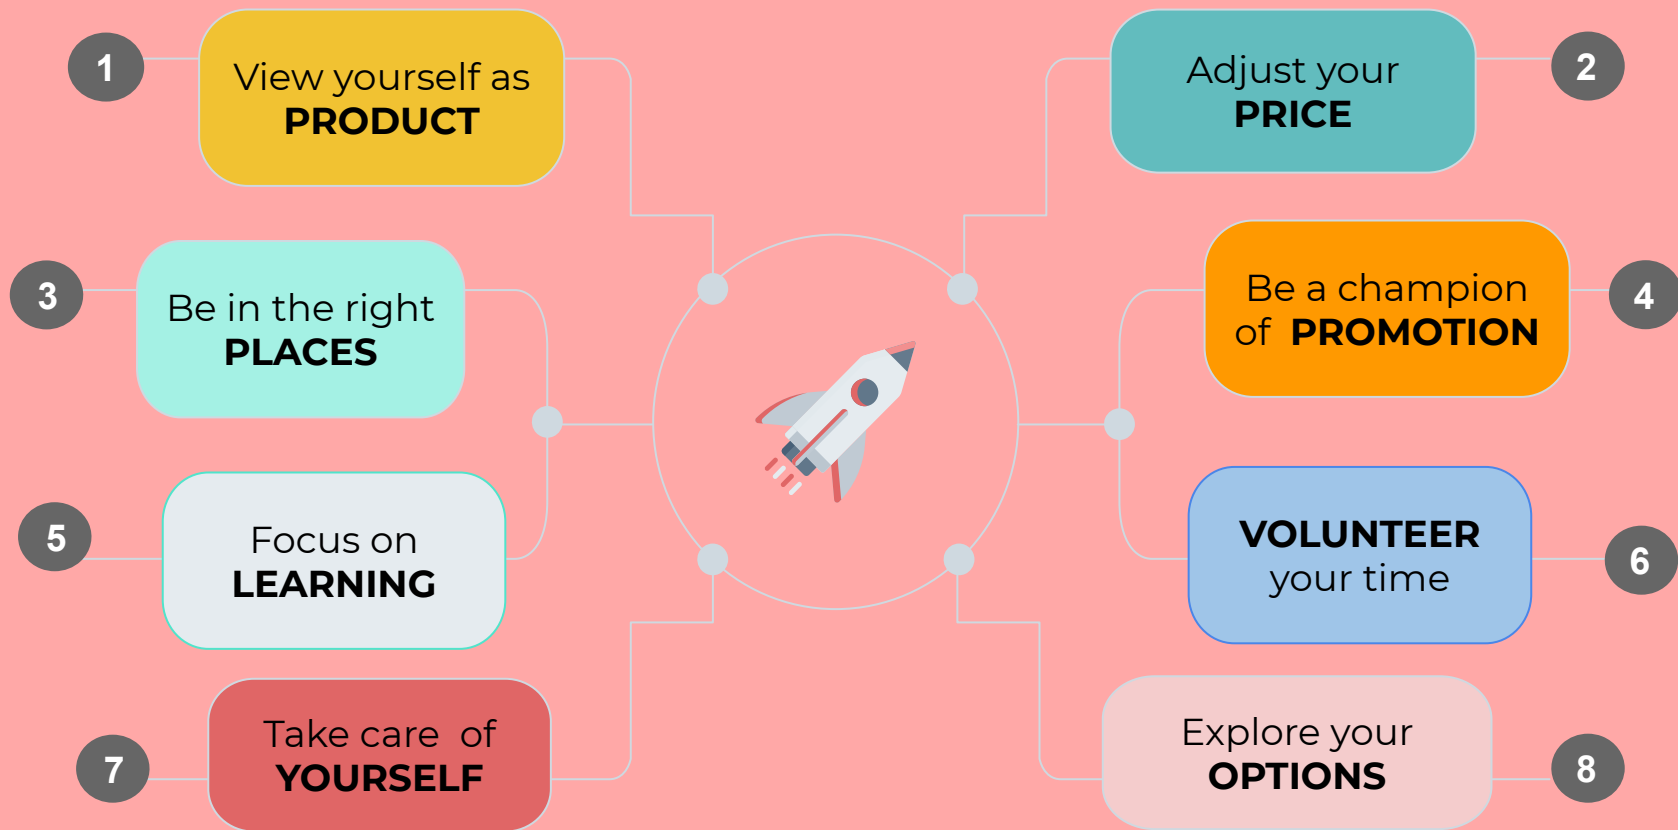 1
View yourself as
PRODUCT
2
Adjust your
PRICE
3
Be in the right
PLACES
4
Be a champion
of PROMOTION
5
Focus on
LEARNING
6
VOLUNTEER
your time
7
Take care of
YOURSELF
8
Explore your
OPTIONS